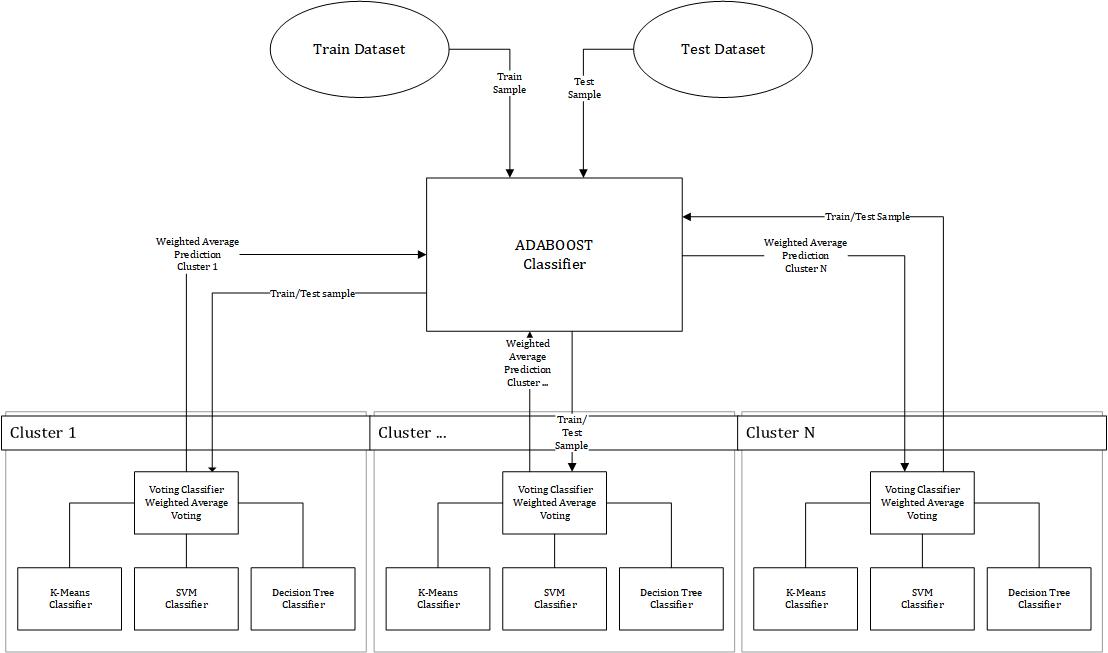 Train Dataset
Test Dataset
Train
Sample
Test
Sample
ADABOOST
Classifier
Weighted Average
Prediction
Cluster 1
Train/Test sample
Train/Test Sample
Weighted Average
Prediction
Cluster N
Weighted
Average
Prediction
Cluster ...
Train/
Test
Sample
Cluster 1
Cluster ...
Cluster N
Voting Classifier
Weighted Average
Voting
Voting Classifier
Weighted Average
Voting
Voting Classifier
Weighted Average
Voting
K-Means
Classifier
SVM
Classifier
Decision Tree
Classifier
K-Means
Classifier
SVM
Classifier
Decision Tree
Classifier
K-Means
Classifier
SVM
Classifier
Decision Tree
Classifier